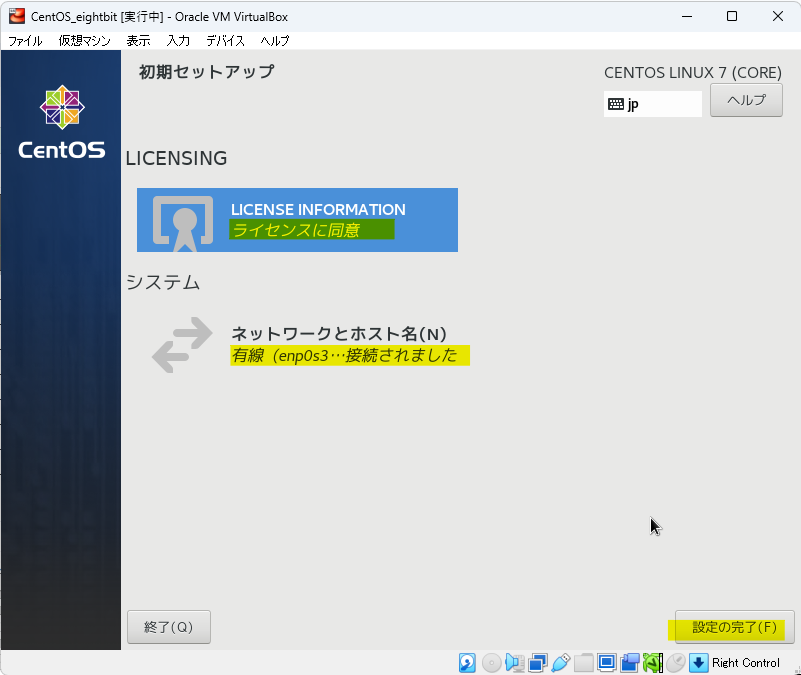 CentOS_eightbit [実行中] - Oracle VM VirtualBox
ファイル 仮想マシン 表示 入力 デバイス ヘルプ
初期セットアップ
CENTOS LINUX 7 (CORE)
jp
ヘルプ
CentOS
LICENSING
LICENSE INFORMATION
ライセンスに同意
システム
ネットワークとホスト名(N)
有線（enp0s3…接続されました
終了(Q)
設定の完了(F)
Right Control